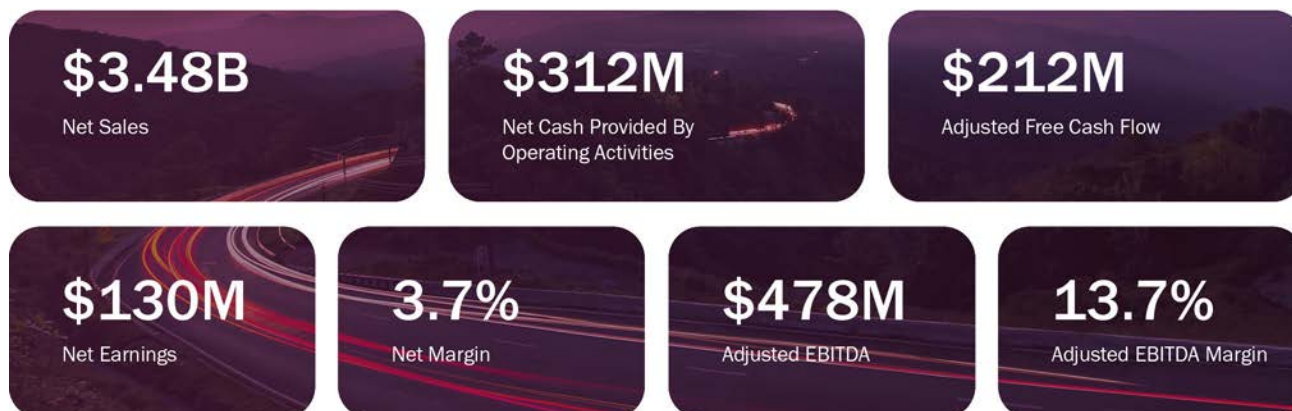 $3.48B
Net Sales
$312M
Net Cash Provided By
Operating Activities
$212M
Adjusted Free Cash Flow
$130M
Net Earnings
3.7%
Net Margin
$478M
Adjusted EBITDA
13.7%
Adjusted EBITDA Margin